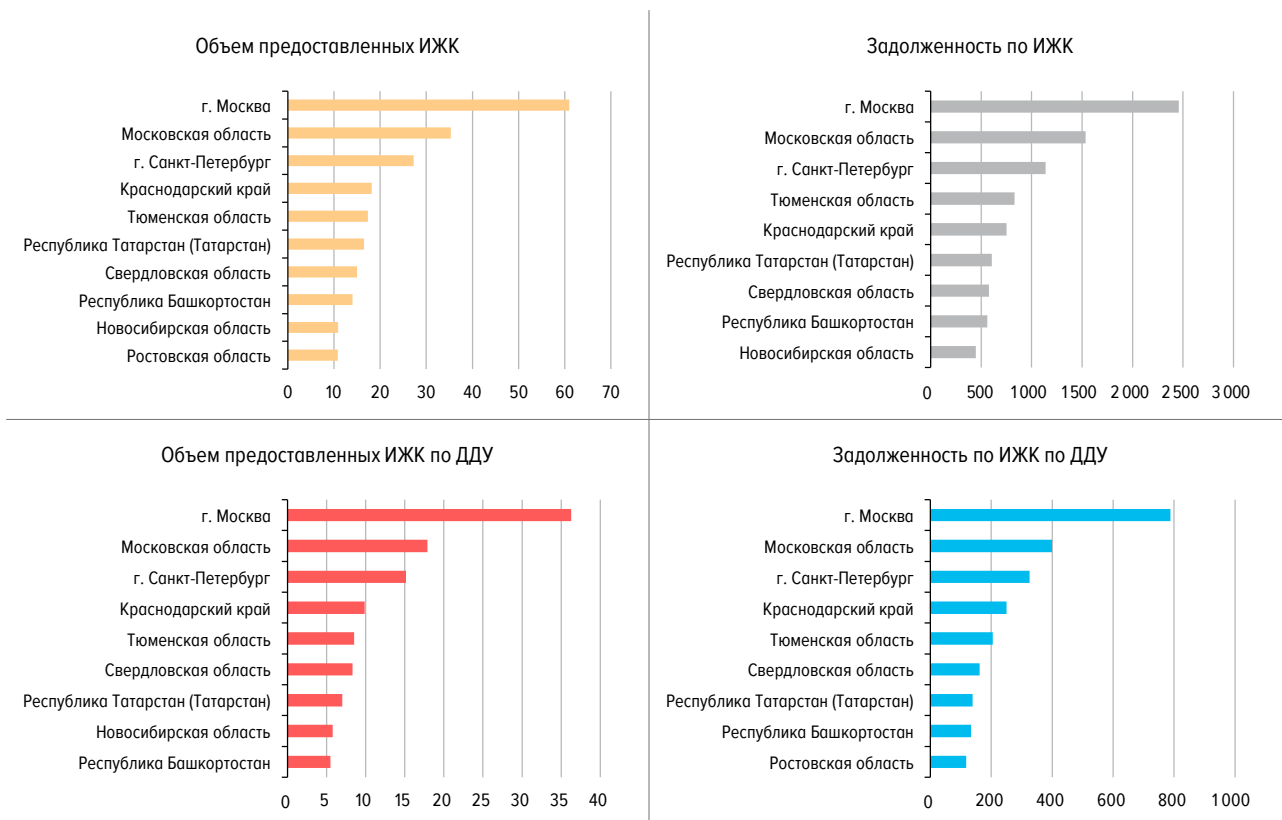 Объем предоставленных ИЖК
г. Москва
Московская область
г. Санкт-Петербург
Краснодарский край
Тюменская область
Республика Татарстан (Татарстан)
Свердловская область
Республика Башкортостан
Новосибирская область
Ростовская область
0 10 20 30 40 50 60 70
Задолженность по ИЖК
г. Москва
Московская область
г. Санкт-Петербург
Тюменская область
Краснодарский край
Республика Татарстан (Татарстан)
Свердловская область
Республика Башкортостан
Новосибирская область
0 500 1 000 1 500 2 000 2 500 3 000
Объем предоставленных ИЖК по ДДУ
г. Москва
Московская область
г. Санкт-Петербург
Краснодарский край
Тюменская область
Свердловская область
Республика Татарстан (Татарстан)
Новосибирская область
Республика Башкортостан
0 5 10 15 20 25 30 35 40
Задолженность по ИЖК по ДДУ
г. Москва
Московская область
г. Санкт-Петербург
Краснодарский край
Тюменская область
Свердловская область
Республика Татарстан (Татарстан)
Республика Башкортостан
Ростовская область
0 200 400 600 800 1 000